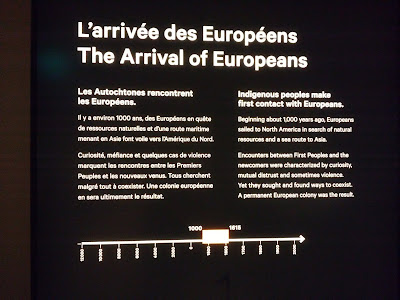 L'arrivée des Européens
The Arrival of Europeans
Les Autochtones rencontrent
les Européens.
Il y a environ 1000 ans, des Européens en quête
de ressources naturelles et d'une route maritime
menant en Asie font voile vers l'Amérique du Nord.
Curiosité, méfiance et quelques cas de violence
marquent les rencontres entre les Premiers
Peuples et les nouveaux venus. Tous cherchent
malgré tout à coexister. Une colonie européenne
en sera ultimement le résultat.
Indigenous peoples make
first contact with Europeans.
Beginning about 1,000 years ago, Europeans
sailed to North America in search of natural
resources and a sea route to Asia.
Encounters between First Peoples and the
newcomers were characterized by curiosity,
mutual distrust and sometimes violence.
Yet they sought and found ways to coexist.
A permanent European colony was the result.
1000